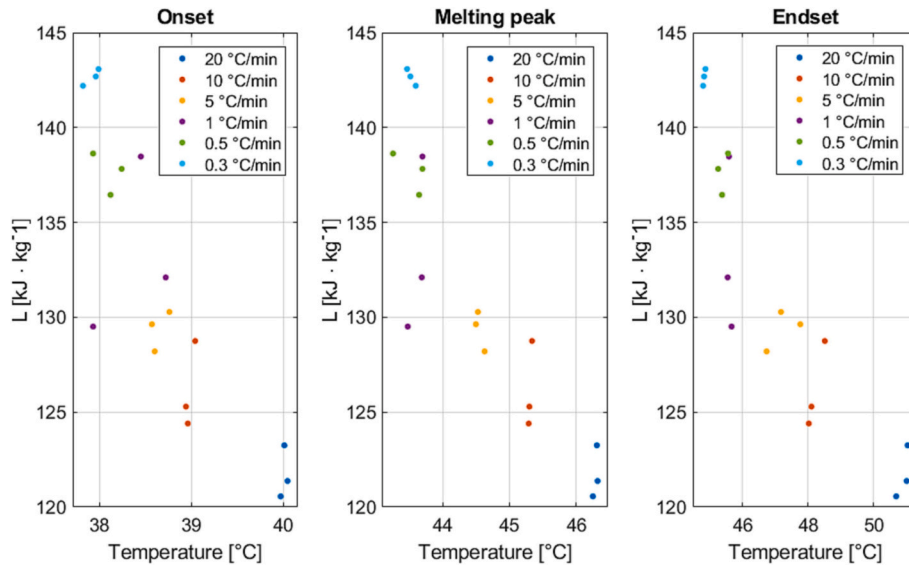 Onset
145
140
135
130
125
120
L [kJ · kg-1]
20 °C/min
10 °C/min
5 °C/min
1 °C/min
0.5 °C/min
0.3 °C/min
38 39 40
Temperature [°C]
Melting peak
145
140
135
130
125
120
L [kJ · kg-1]
20 °C/min
10 °C/min
5 °C/min
1 °C/min
0.5 °C/min
0.3 °C/min
44 45 46
Temperature [°C]
Endset
145
140
135
130
125
120
L [kJ · kg-1]
20 °C/min
10 °C/min
5 °C/min
1 °C/min
0.5 °C/min
0.3 °C/min
46 48 50
Temperature [°C]